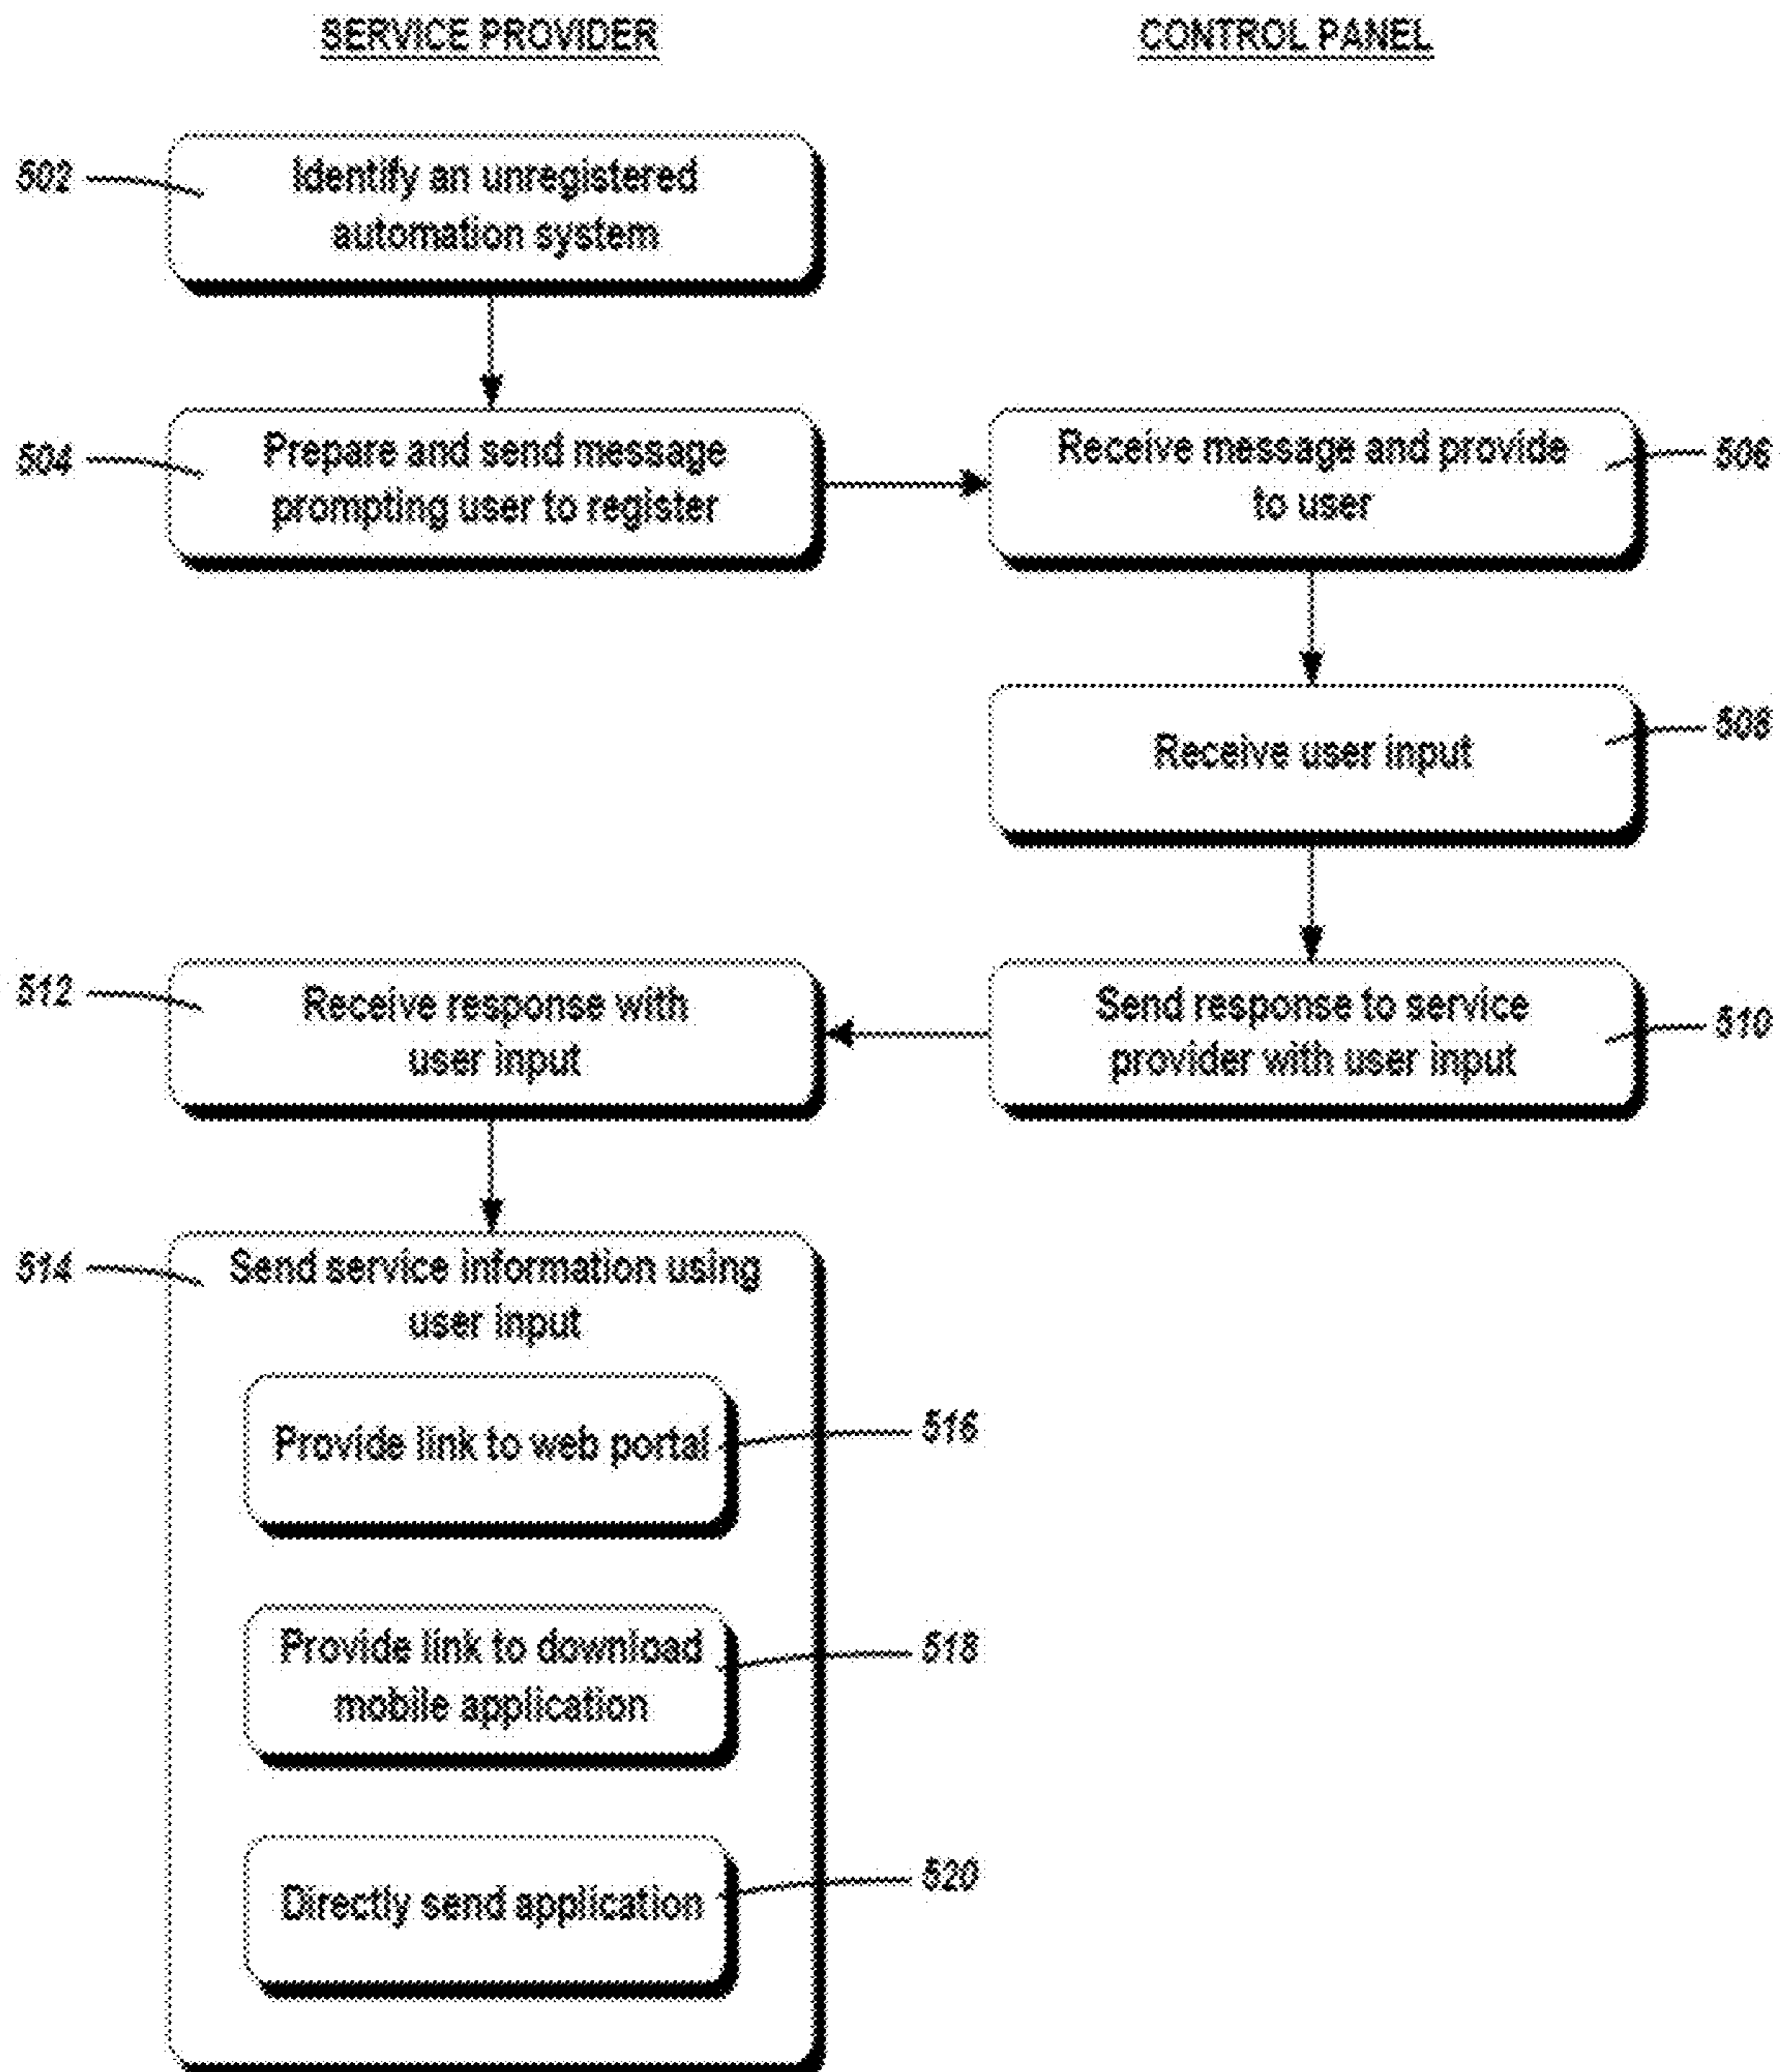 SERVICE PROVIDER
CONTROL PANEL
502
Identify an unregistered
automation system
504
Prepare and send message
prompting user to register
Receive message and provide
to user
506
Receive user input
508
512
Receive response with
user input
Send response to service
provider with user input
510
514
Send service information using
user input
Provide link to web portal
516
Provide link to download
mobile application
518
Directly send application
520